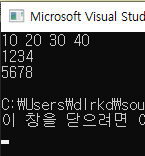 Microsoft Visual Stud
10 20 30 40
1234
5678
C:₩Users₩dlrkd₩sou
이 창을 닫으려면